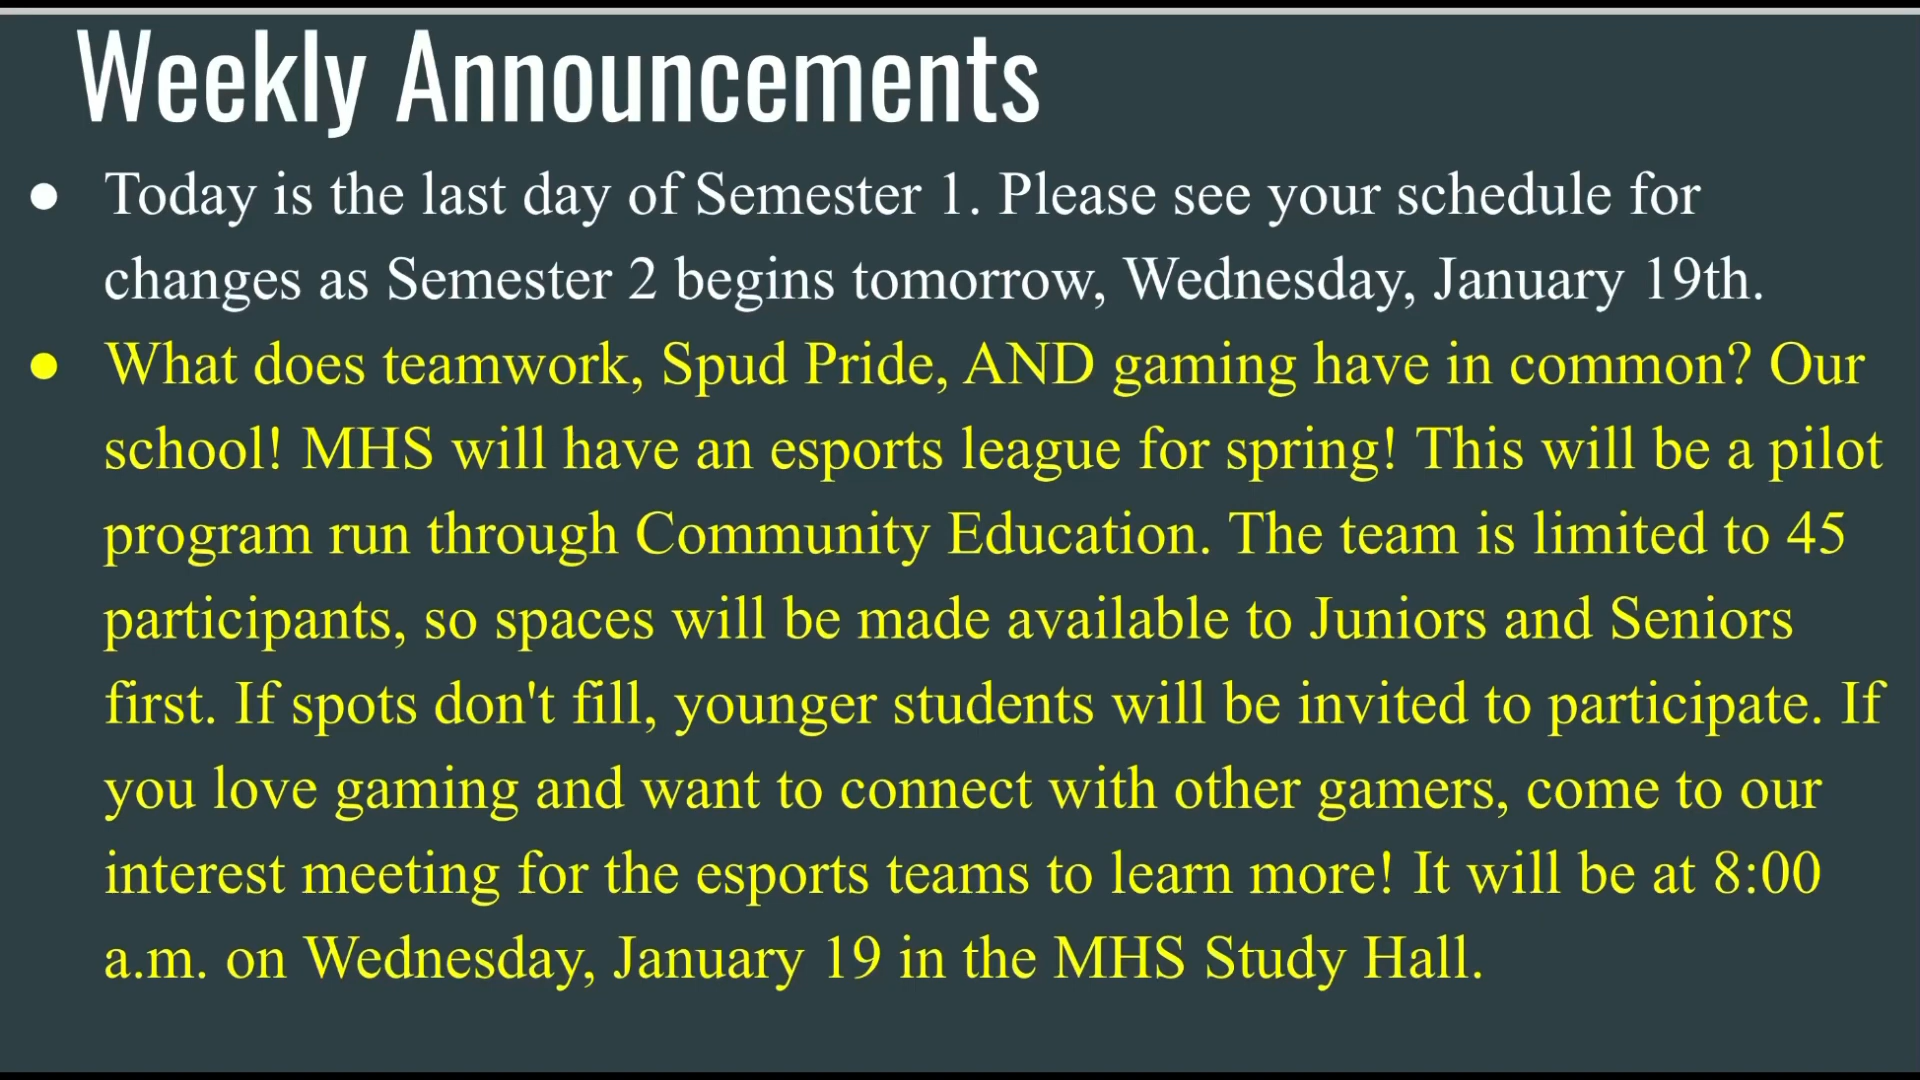 Weekly Announcements
● Today is the last day of Semester 1. Please see your schedule for
changes as Semester 2 begins tomorrow, Wednesday, January 19th.
● What does teamwork, Spud Pride, AND gaming have in common? Our
school! MHS will have an esports league for spring! This will be a pilot
program run through Community Education. The team is limited to 45
participants, so spaces will be made available to Juniors and Seniors
first. If spots don't fill, younger students will be invited to participate. If
you love gaming and want to connect with other gamers, come to our
interest meeting for the esports teams to learn more! It will be at 8:00
a.m. on Wednesday, January 19 in the MHS Study Hall.